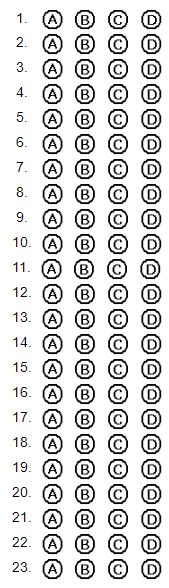 1. A B C D
2. A B C D
3. A B C D
4. A B C D
5. A B C D
6. A B C D
7. A B C D
8. A B C D
9. A B C D
10. A B C D
11. A B C D
12. A B C D
13. A B C D
14. A B C D
15. A B C D
16. A B C D
17. A B C D
18. A B C D
19. A B C D
20. A B C D
21. A B C D
22. A B C D
23. A B C D